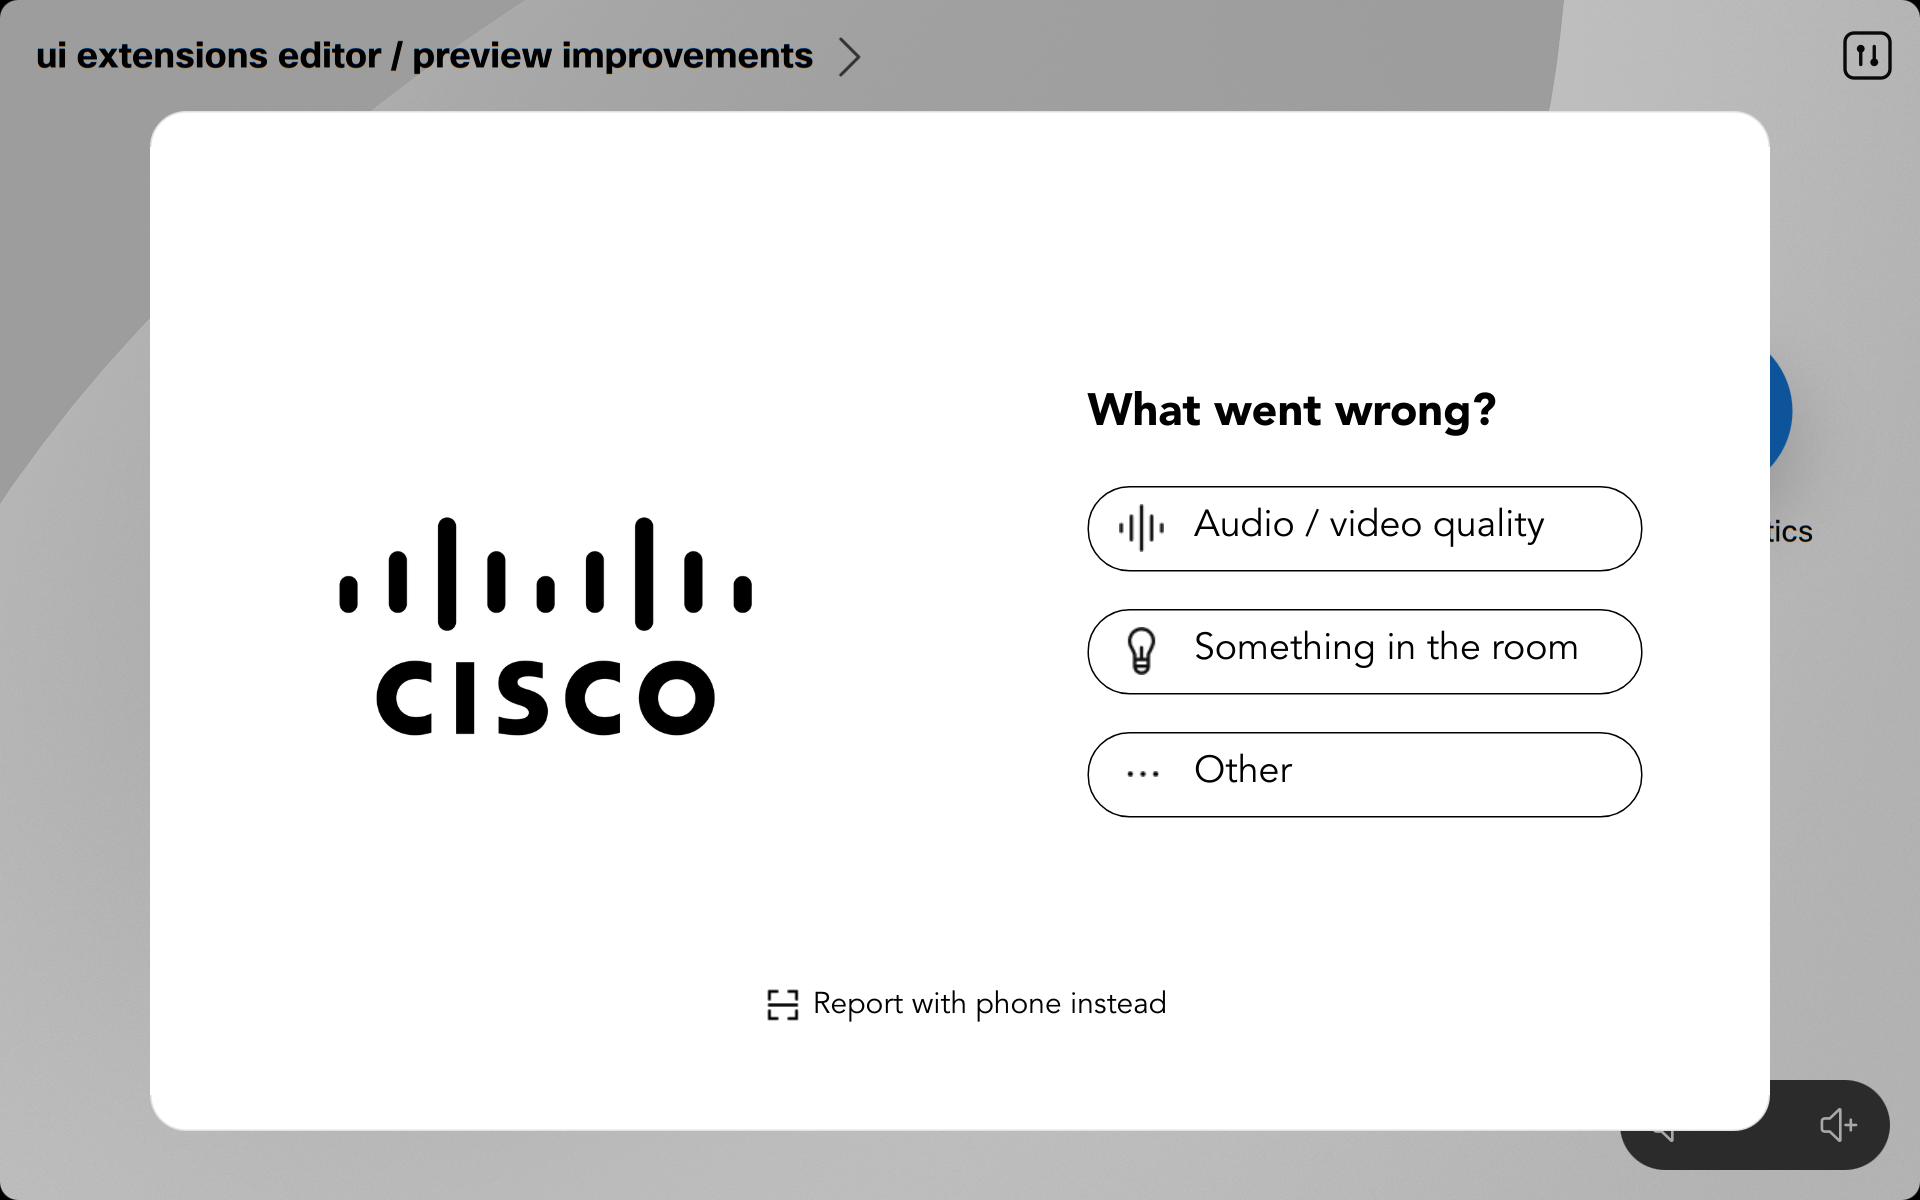 ui extensions editor / preview improvements
What went wrong?
Audio / video quality
tics
Something in the room
CISCO
Other
Report with phone instead